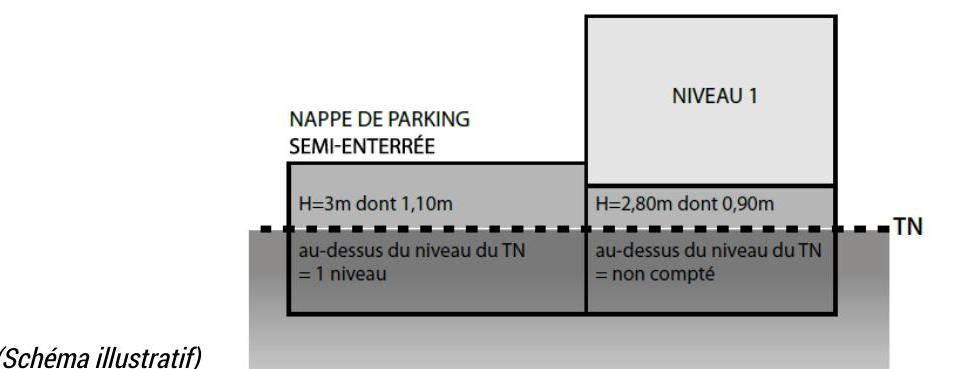 NIVEAU 1
NAPPE DE PARKING
SEMI-ENTERRÉE
H=3m dont 1,10m
au-dessus du niveau du TN
= 1 niveau
H=2,80m dont 0,90m
au-dessus du niveau du TN
= non compté
TN
(Schéma illustratif)